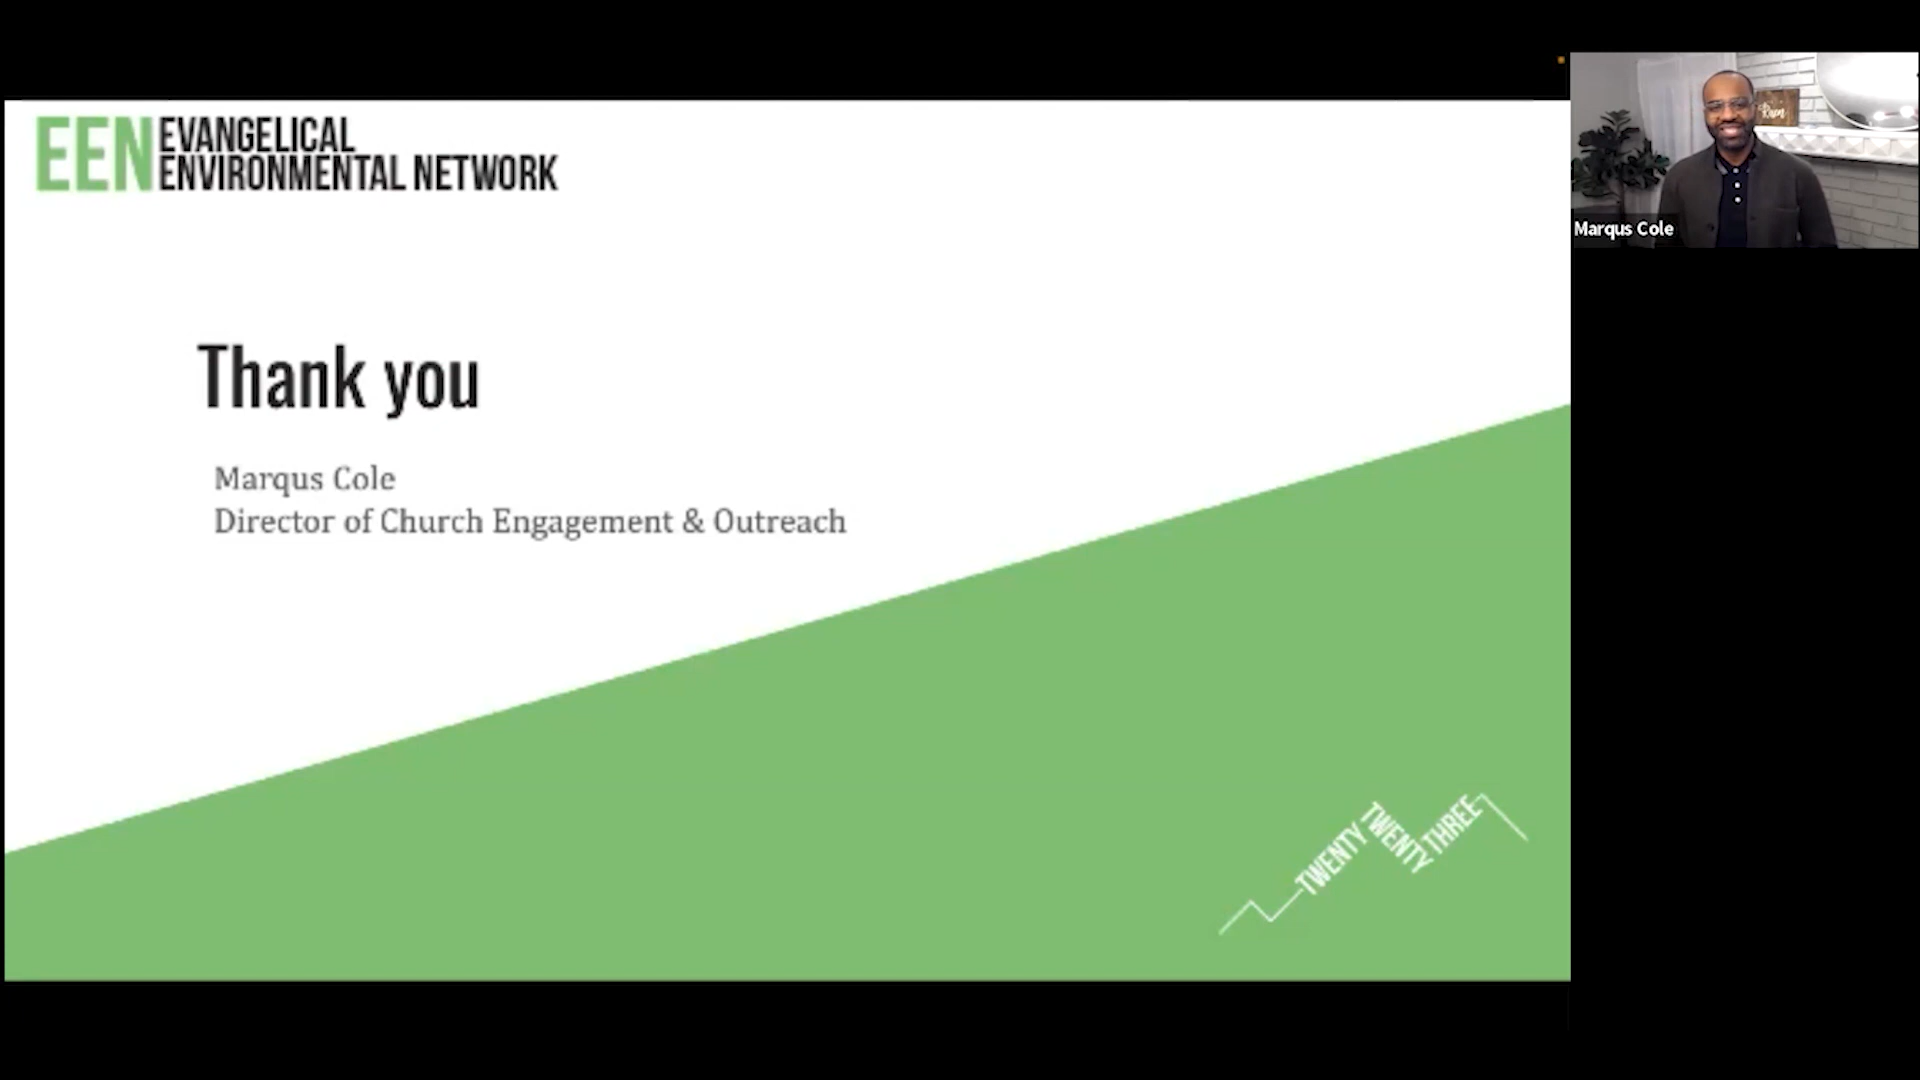 EEN EVANGELICAL
ENVIRONMENTAL NETWORK
Marqus Cole
Thank you
Marqus Cole
Director of Church Engagement & Outreach
TWENTY TWENTY THREE